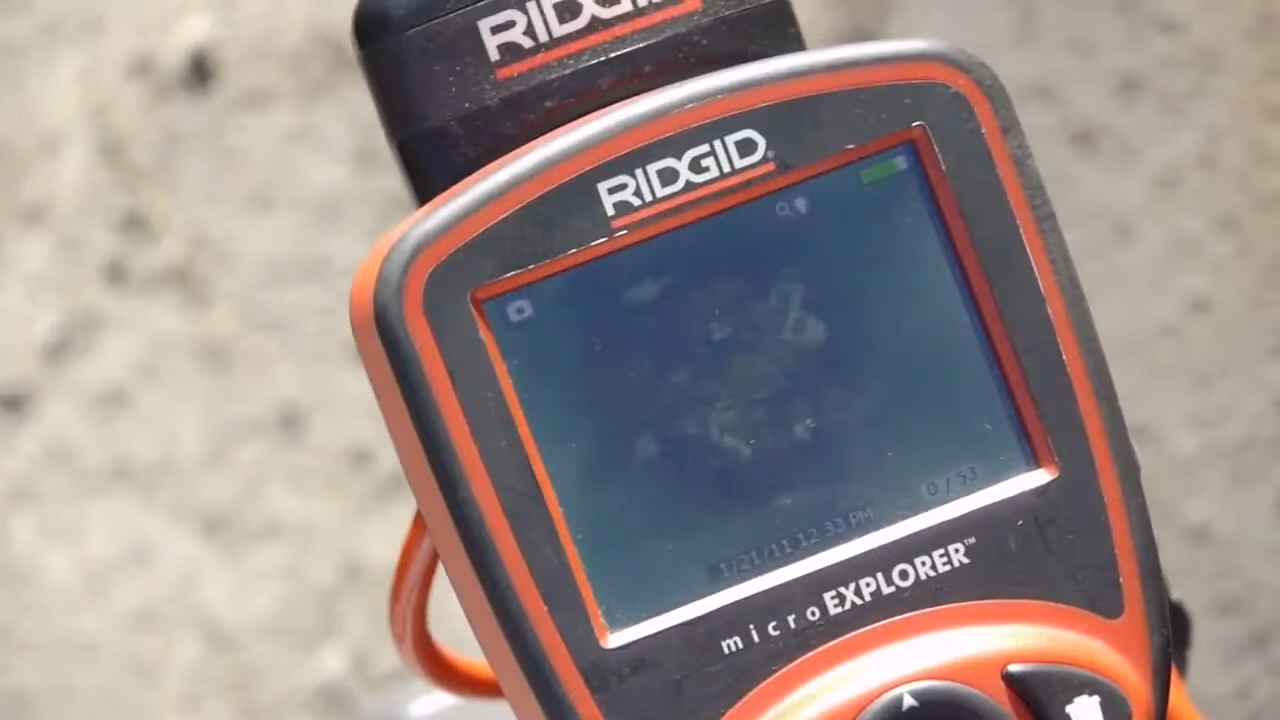 RIDGID
RIDGID
0 / 53
1/21/11 12 33 PM
microEXPLORER™